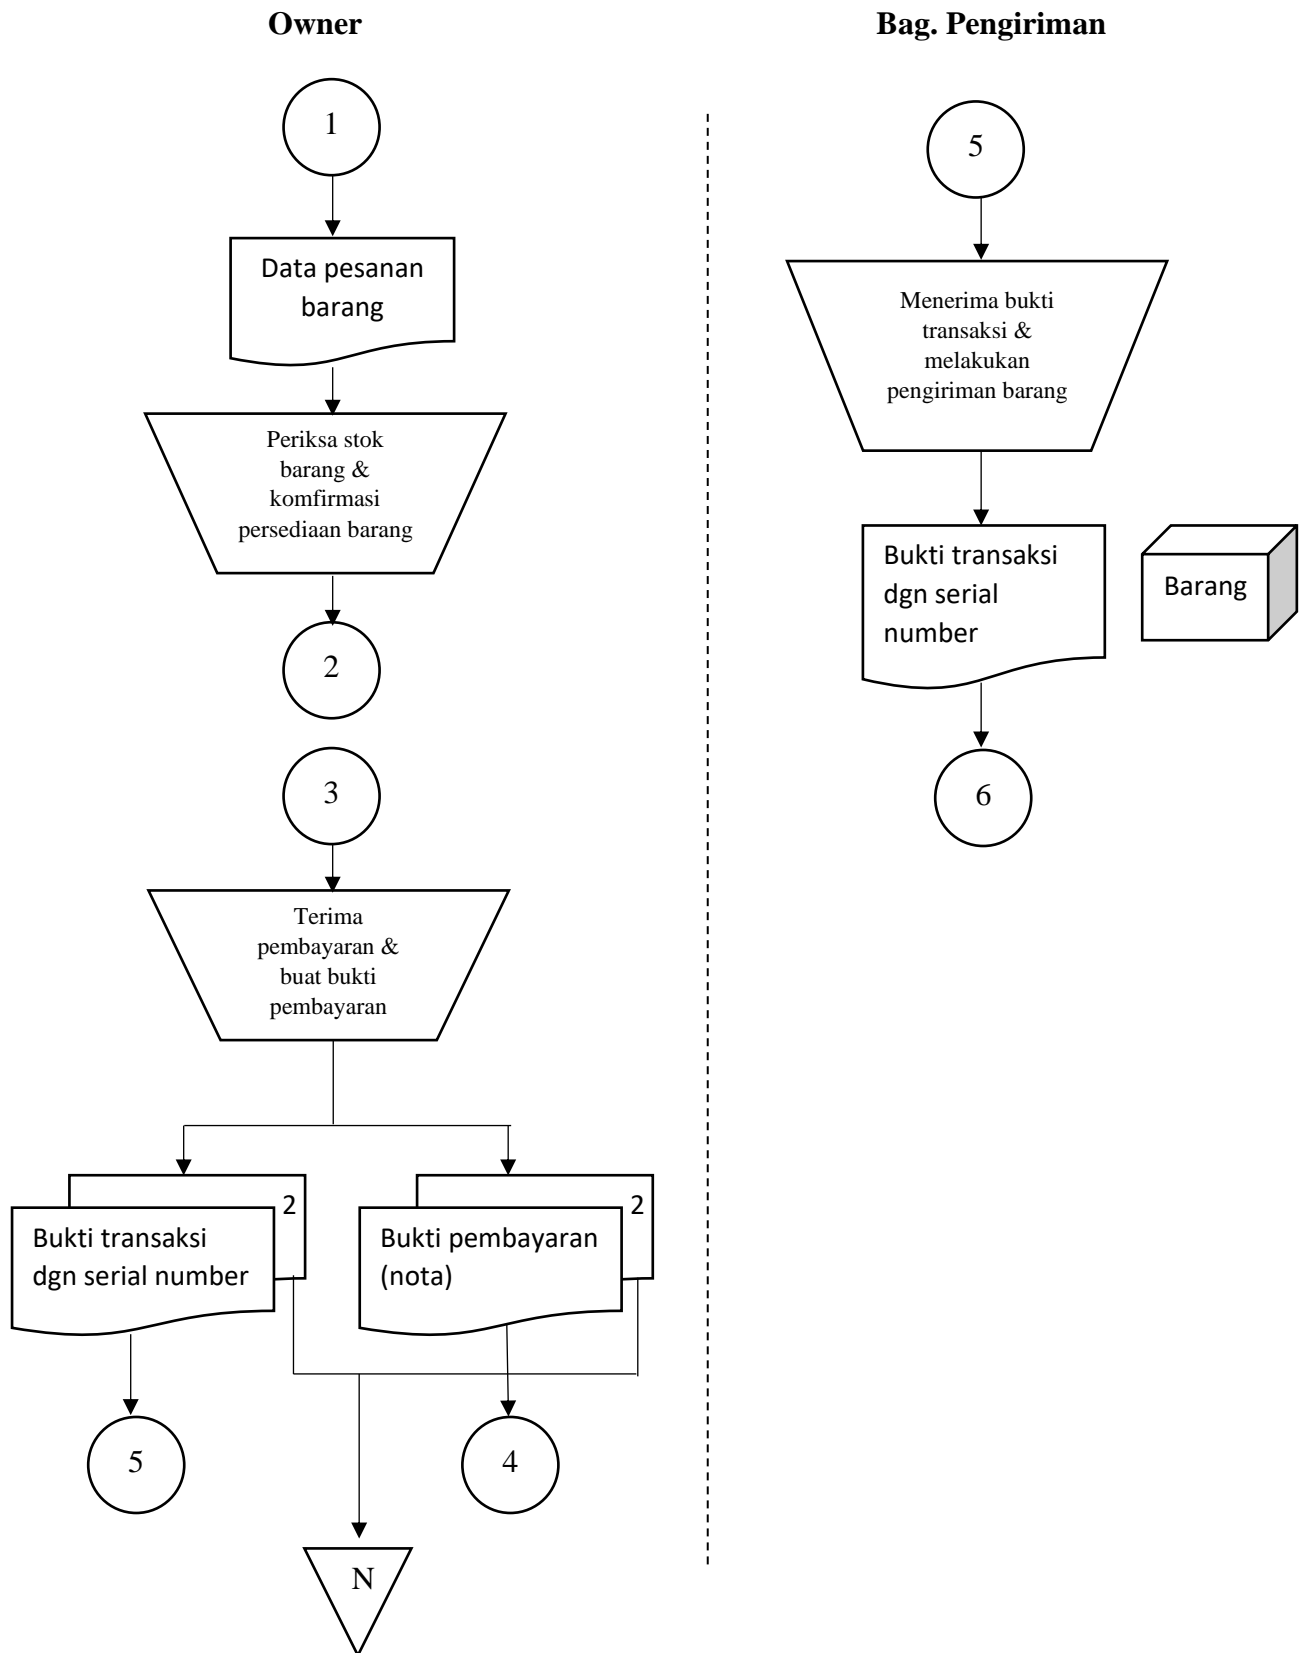 Owner
1
Data pesanan
barang
Periksa stok
barang &
komfirmasi
persediaan barang
2
3
Terima
pembayaran &
buat bukti
pembayaran
2
Bukti transaksi
dgn serial number
2
Bukti pembayaran
(nota)
5
4
N
Bag. Pengiriman
5
Menerima bukti
transaksi &
melakukan
pengiriman barang
Bukti transaksi
dgn serial
number
Barang
6